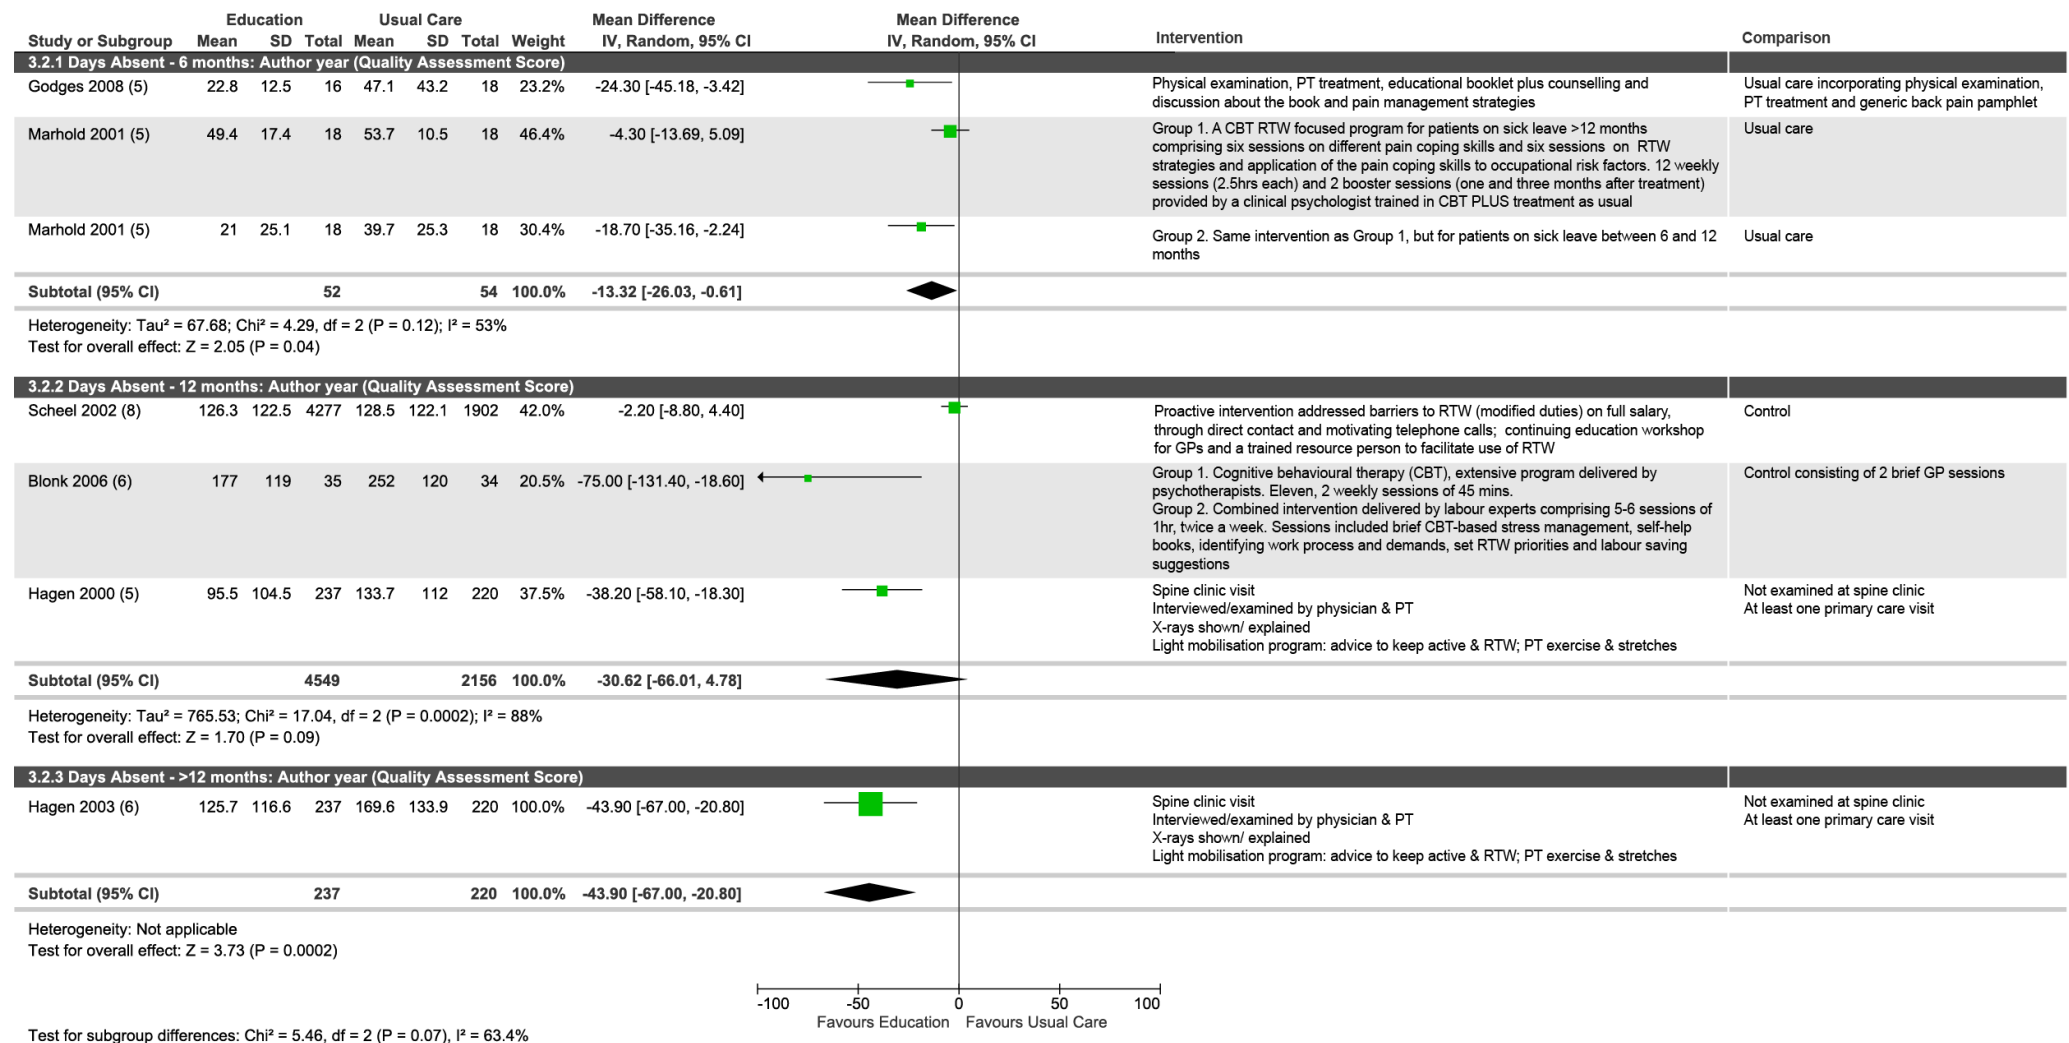 Education Usual Care Mean Difference Mean Difference
Study or Subgroup Mean SD Total Mean SD Total Weight IV, Random, 95% CI IV, Random, 95% CI Intervention Comparison
3.2.1 Days Absent - 6 months: Author year (Quality Assessment Score)
Godges 2008 (5) 22.8 12.5 16 47.1 43.2 18 23.2% -24.30 [-45.18, -3.42]
Physical examination, PT treatment, educational booklet plus counselling and
discussion about the book and pain management strategies
Usual care incorporating physical examination,
PT treatment and generic back pain pamphlet
Marhold 2001 (5) 49.4 17.4 18 53.7 10.5 18 46.4% -4.30 [-13.69, 5.09]
Group 1. A CBT RTW focused program for patients on sick leave >12 months
comprising six sessions on different pain coping skills and six sessions on RTW
strategies and application of the pain coping skills to occupational risk factors. 12 weekly
sessions (2.5hrs each) and 2 booster sessions (one and three months after treatment)
provided by a clinical psychologist trained in CBT PLUS treatment as usual
Usual care
Marhold 2001 (5) 21 25.1 18 39.7 25.3 18 30.4% -18.70 [-35.16, -2.24]
Group 2. Same intervention as Group 1, but for patients on sick leave between 6 and 12
months
Usual care
Subtotal (95% CI) 52 54 100.0% -13.32 [-26.03, -0.61]
Heterogeneity: Tau² = 67.68; Chi² = 4.29, df = 2 (P = 0.12); I² = 53%
Test for overall effect: Z = 2.05 (P = 0.04)
3.2.2 Days Absent - 12 months: Author year (Quality Assessment Score)
Scheel 2002 (8) 126.3 122.5 4277 128.5 122.1 1902 42.0% -2.20 [-8.80, 4.40]
Proactive intervention addressed barriers to RTW (modified duties) on full salary,
through direct contact and motivating telephone calls; continuing education workshop
for GPs and a trained resource person to facilitate use of RTW
Control
Blonk 2006 (6) 177 119 35 252 120 34 20.5% -75.00 [-131.40, -18.60]
Group 1. Cognitive behavioural therapy (CBT), extensive program delivered by
psychotherapists. Eleven, 2 weekly sessions of 45 mins.
Group 2. Combined intervention delivered by labour experts comprising 5-6 sessions of
1hr, twice a week. Sessions included brief CBT-based stress management, self-help
books, identifying work process and demands, set RTW priorities and labour saving
suggestions
Control consisting of 2 brief GP sessions
Hagen 2000 (5) 95.5 104.5 237 133.7 112 220 37.5% -38.20 [-58.10, -18.30]
Spine clinic visit
Interviewed/examined by physician & PT
X-rays shown/ explained
Light mobilisation program: advice to keep active & RTW; PT exercise & stretches
Not examined at spine clinic
At least one primary care visit
Subtotal (95% CI) 4549 2156 100.0% -30.62 [-66.01, 4.78]
Heterogeneity: Tau² = 765.53; Chi² = 17.04, df = 2 (P = 0.0002); I² = 88%
Test for overall effect: Z = 1.70 (P = 0.09)
3.2.3 Days Absent - >12 months: Author year (Quality Assessment Score)
Hagen 2003 (6) 125.7 116.6 237 169.6 133.9 220 100.0% -43.90 [-67.00, -20.80]
Spine clinic visit
Interviewed/examined by physician & PT
X-rays shown/ explained
Light mobilisation program: advice to keep active & RTW; PT exercise & stretches
Not examined at spine clinic
At least one primary care visit
Subtotal (95% CI) 237 220 100.0% -43.90 [-67.00, -20.80]
Heterogeneity: Not applicable
Test for overall effect: Z = 3.73 (P = 0.0002)
-100 -50 0 50 100
Favours Education Favours Usual Care
Test for subgroup differences: Chi² = 5.46, df = 2 (P = 0.07), I² = 63.4%